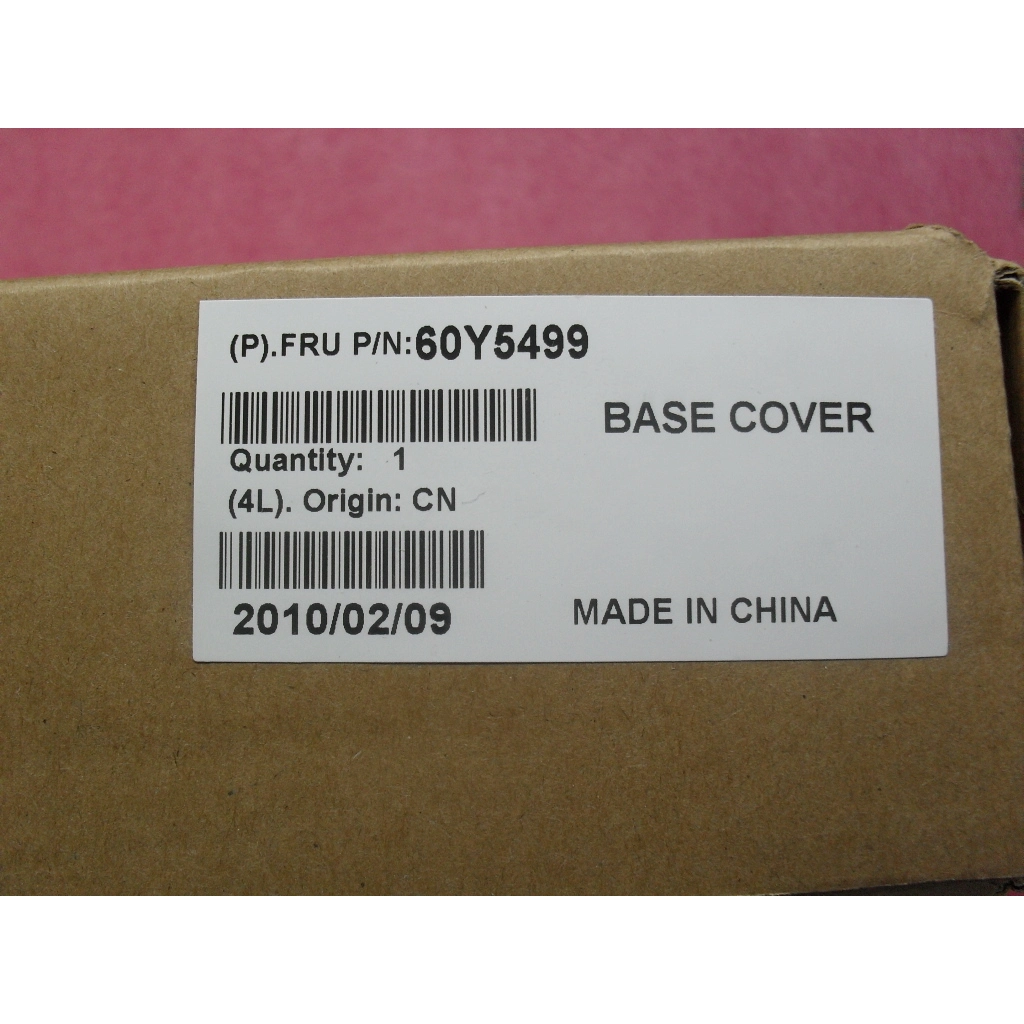 (P).FRU P/N:60Y5499
BASE COVER
Quantity: 1
(4L). Origin: CN
2010/02/09
MADE IN CHINA